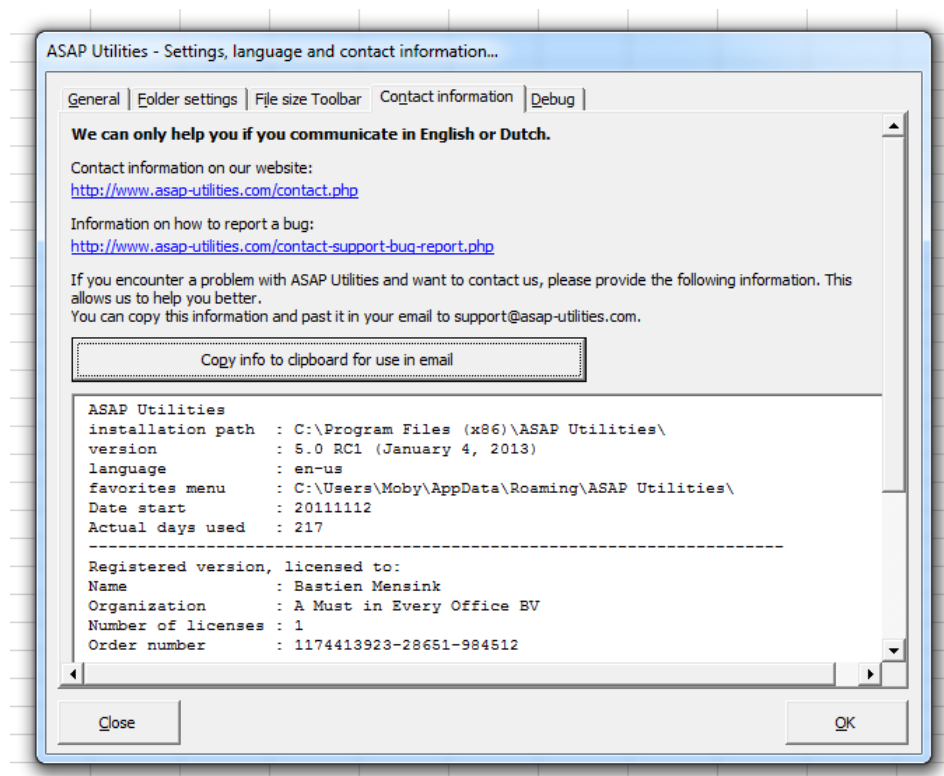 ASAP Utilities - Settings, language and contact information...
General | Folder settings | File size Toolbar | Contact information | Debug
We can only help you if you communicate in English or Dutch.
Contact information on our website:
http://www.asap-utilities.com/contact.php
Information on how to report a bug:
http://www.asap-utilities.com/contact-support-bug-report.php
If you encounter a problem with ASAP Utilities and want to contact us, please provide the following information. This
allows us to help you better.
You can copy this information and past it in your email to support@asap-utilities.com.
Copy info to clipboard for use in email
ASAP Utilities
installation path : C:\Program Files (x86)\ASAP Utilities\
version : 5.0 RC1 (January 4, 2013)
language : en-us
favorites menu : C:\Users\Moby\AppData\Roaming\ASAP Utilities\
Date start : 20111112
Actual days used : 217
----------------------------------------------------------------------
Registered version, licensed to:
Name : Bastien Mensink
Organization : A Must in Every Office BV
Number of licenses : 1
Order number : 1174413923-28651-984512
Close
OK